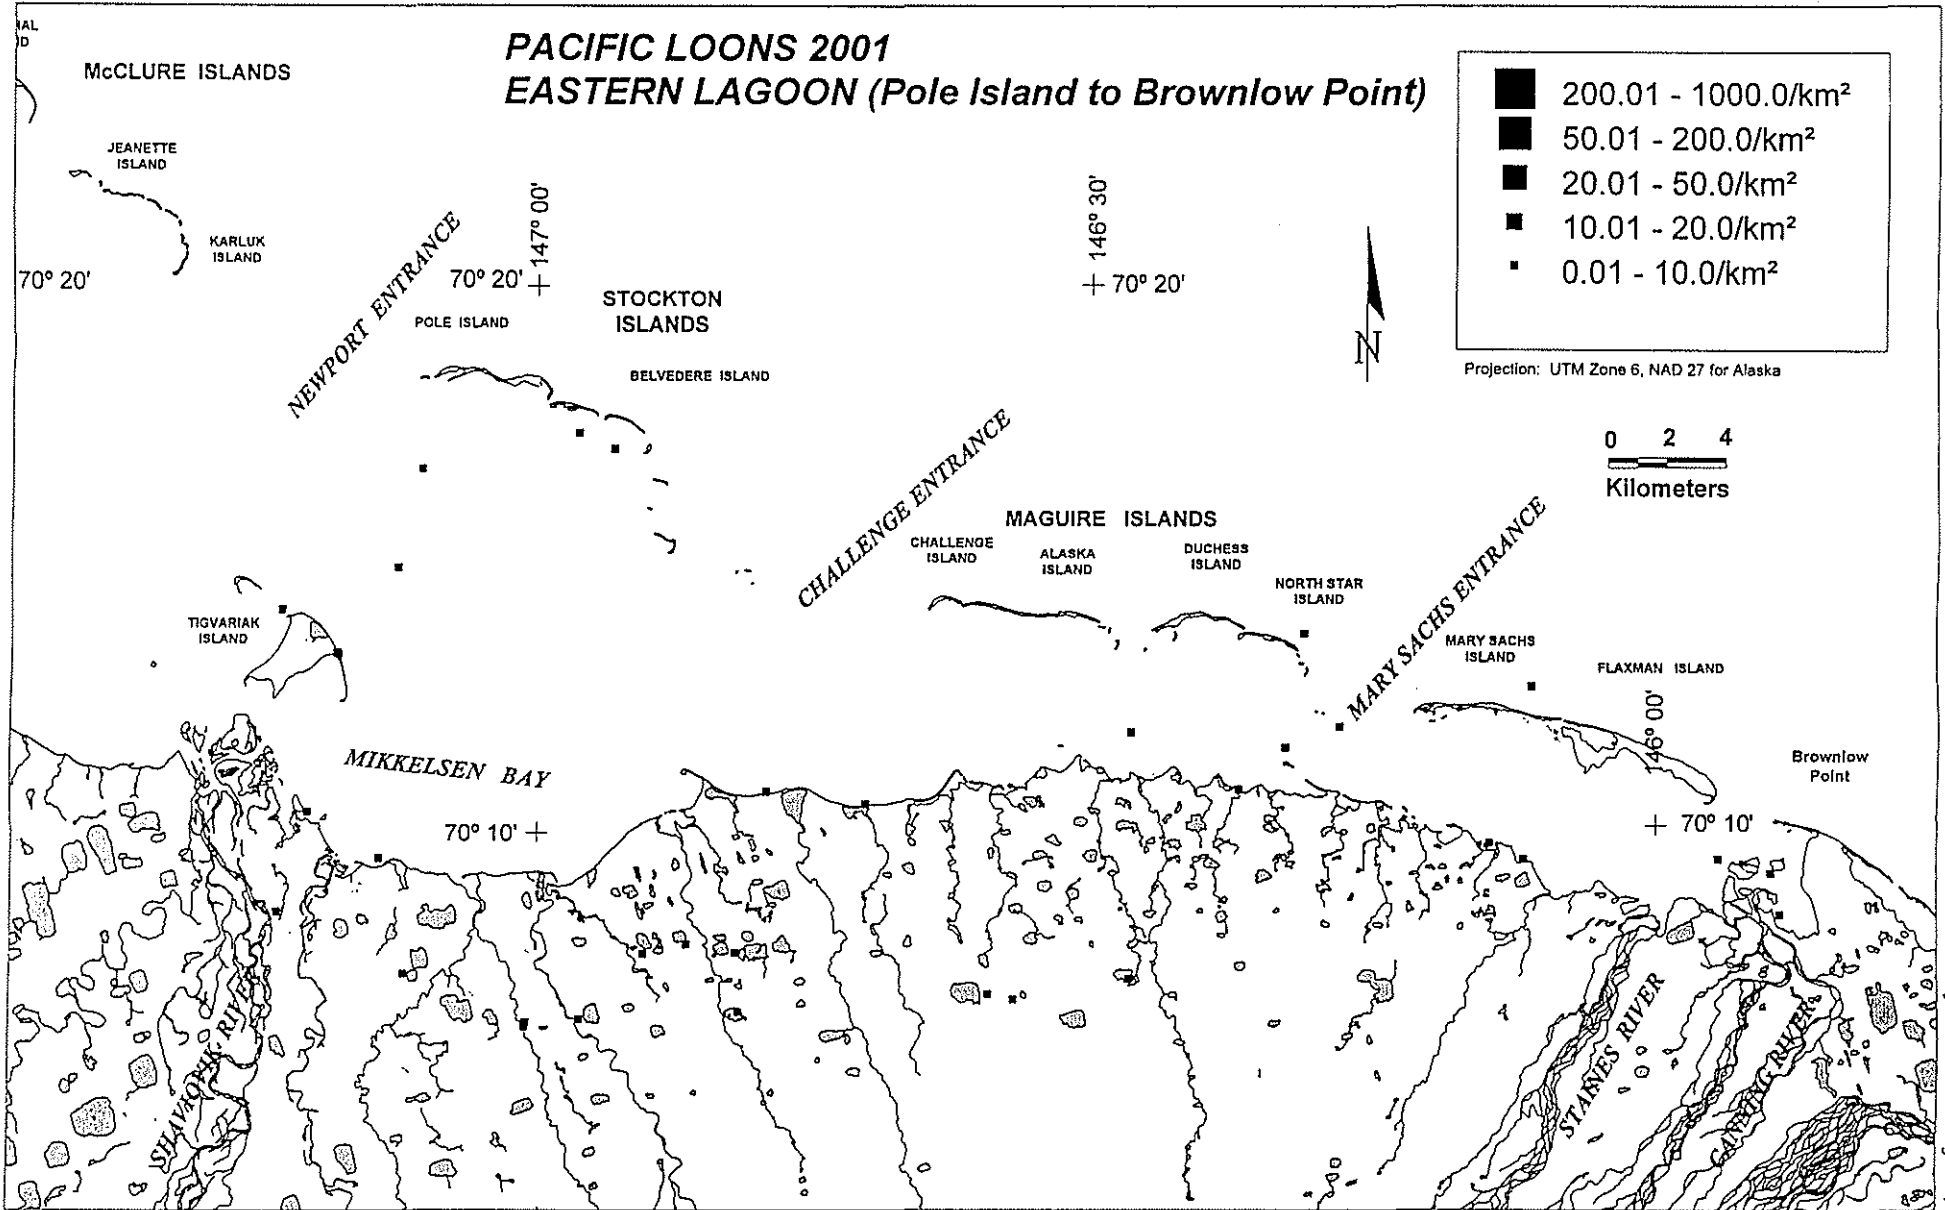 PACIFIC LOONS 2001
EASTERN LAGOON (Pole Island to Brownlow Point)
McCLURE ISLANDS
JEANETTE
ISLAND
KARLUK
ISLAND
70° 20'
NEWPORT ENTRANCE
147° 00'
70° 20'
146° 30'
70° 20'
200.01 - 1000.0/km²
50.01 - 200.0/km²
20.01 - 50.0/km²
10.01 - 20.0/km²
0.01 - 10.0/km²
N
Projection: UTM Zone 6, NAD 27 for Alaska
0 2 4
Kilometers
STOCKTON
ISLANDS
POLE ISLAND
BELVEDERE ISLAND
CHALLENGE ENTRANCE
MAGUIRE ISLANDS
CHALLENGE
ISLAND
ALASKA
ISLAND
DUCHESS
ISLAND
NORTH STAR
ISLAND
MARY SACHS ENTRANCE
MARY SACHS
ISLAND
FLAXMAN ISLAND
146° 00'
Brownlow
Point
70° 10'
TIGVARIAK
ISLAND
MIKKELSEN BAY
70° 10'
SHAVIOVIK RIVER
STAINES RIVER
CANNING RIVER